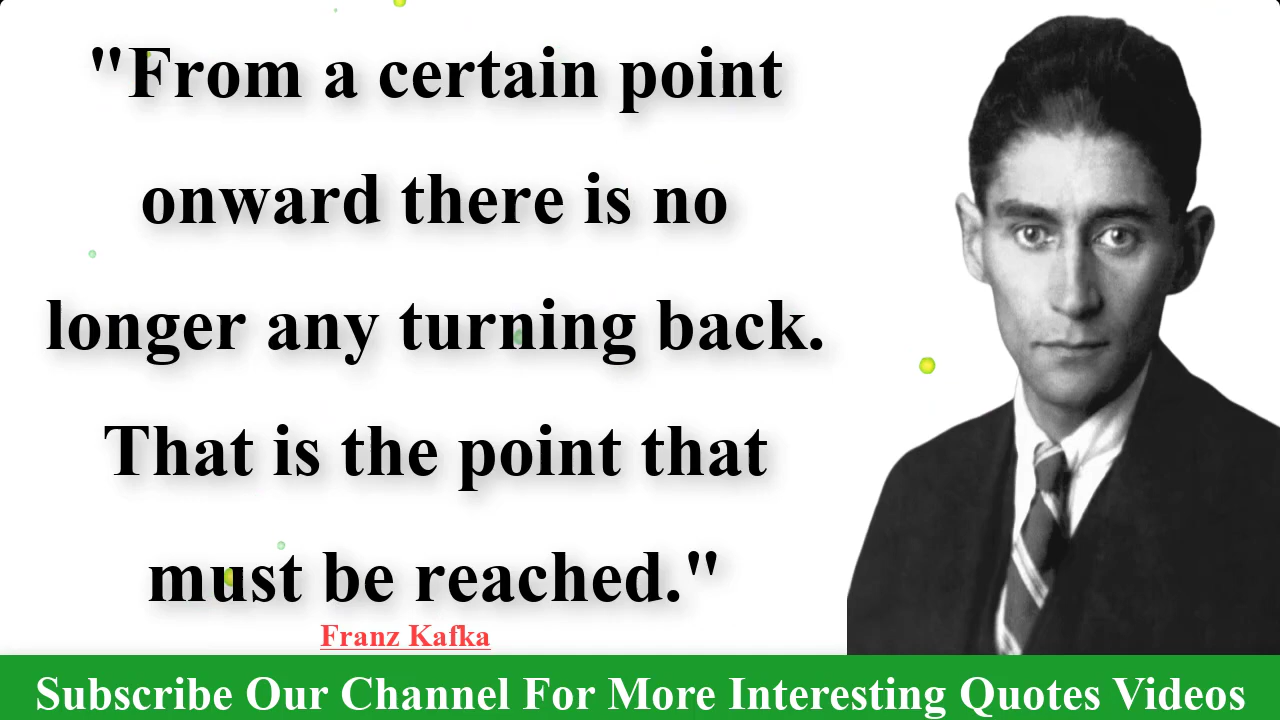 "From a certain point
onward there is no
longer any turning back.
That is the point that
must be reached."
Franz Kafka
Subscribe Our Channel For More Interesting Quotes Videos